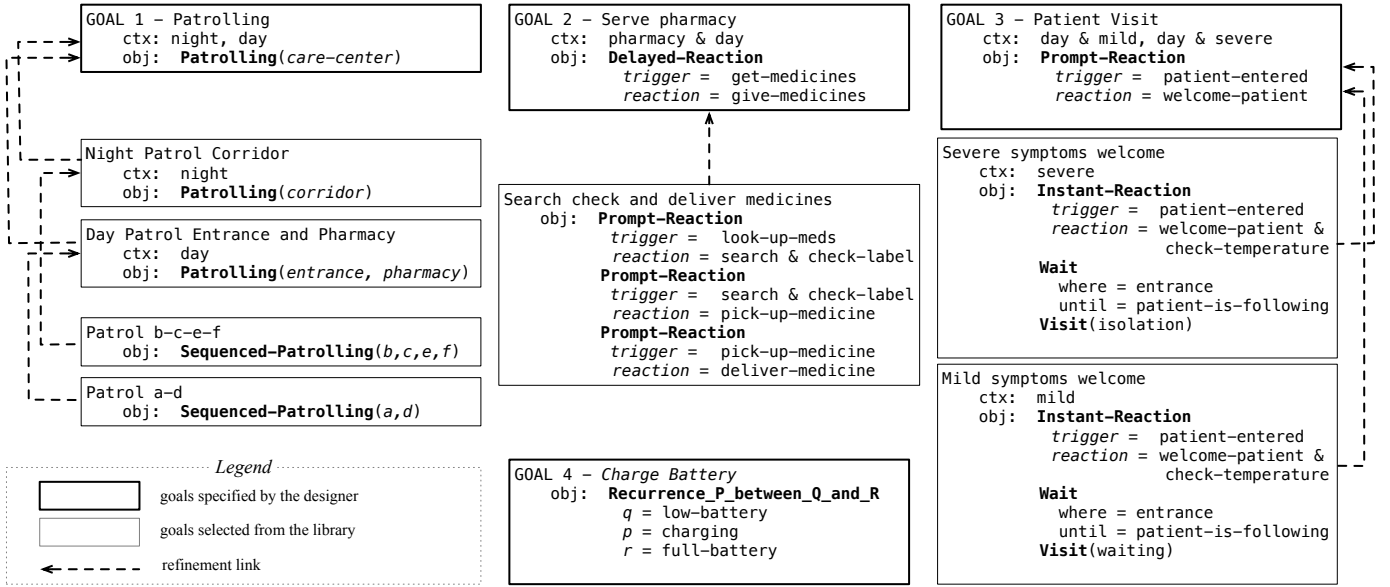 GOAL 1 – Patrolling
ctx: night, day
obj: Patrolling(care–center)
Night Patrol Corridor
ctx: night
obj: Patrolling(corridor)
Day Patrol Entrance and Pharmacy
ctx: day
obj: Patrolling(entrance, pharmacy)
Patrol b–c–e–f
obj: Sequenced–Patrolling(b,c,e,f)
Patrol a–d
obj: Sequenced–Patrolling(a,d)
Legend
goals specified by the designer
goals selected from the library
refinement link
GOAL 2 – Serve pharmacy
ctx: pharmacy & day
obj: Delayed–Reaction
trigger = get–medicines
reaction = give–medicines
Search check and deliver medicines
obj: Prompt–Reaction
trigger = look–up–meds
reaction = search & check–label
Prompt–Reaction
trigger = search & check–label
reaction = pick–up–medicine
Prompt–Reaction
trigger = pick–up–medicine
reaction = deliver–medicine
GOAL 4 – Charge Battery
obj: Recurrence_P_between_Q_and_R
q = low–battery
p = charging
r = full–battery
GOAL 3 – Patient Visit
ctx: day & mild, day & severe
obj: Prompt–Reaction
trigger = patient–entered
reaction = welcome–patient
Severe symptoms welcome
ctx: severe
obj: Instant–Reaction
trigger = patient–entered
reaction = welcome–patient &
check–temperature
Wait
where = entrance
until = patient–is–following
Visit(isolation)
Mild symptoms welcome
ctx: mild
obj: Instant–Reaction
trigger = patient–entered
reaction = welcome–patient &
check–temperature
Wait
where = entrance
until = patient–is–following
Visit(waiting)